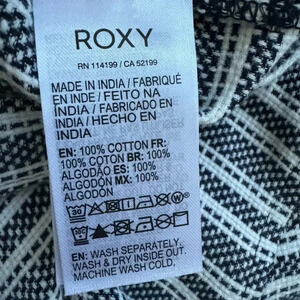 ROXY
RN 114199 / CA 52199
MADE IN INDIA / FABRIQUÉ
EN INDE / FEITO NA
ÍNDIA / FABRICADO EN
INDIA / HECHO EN
INDIA
EN: 100% COTTON FR:
100% COTON BR: 100%
ALGODÃO ES: 100%
ALGODÓN MX: 100%
ALGODÓN
30
EN: WASH SEPARATELY.
WASH & DRY INSIDE OUT.
MACHINE WASH COLD,